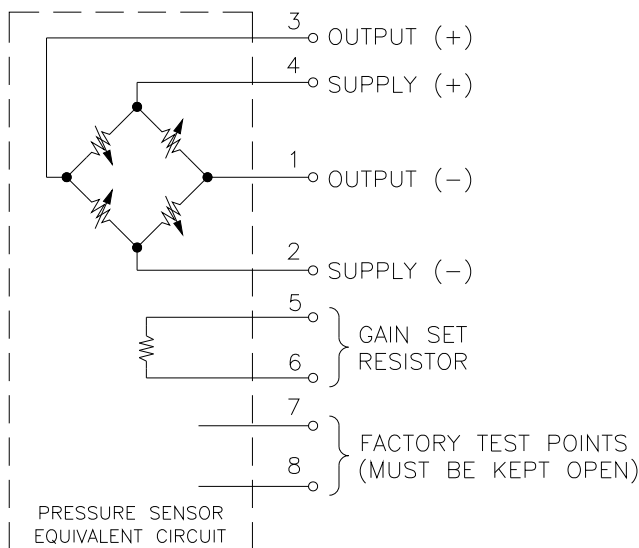 3 OUTPUT (+)
4 SUPPLY (+)
1 OUTPUT (-)
2 SUPPLY (-)
5
6
GAIN SET
RESISTOR
7
8
FACTORY TEST POINTS
(MUST BE KEPT OPEN)
PRESSURE SENSOR
EQUIVALENT CIRCUIT